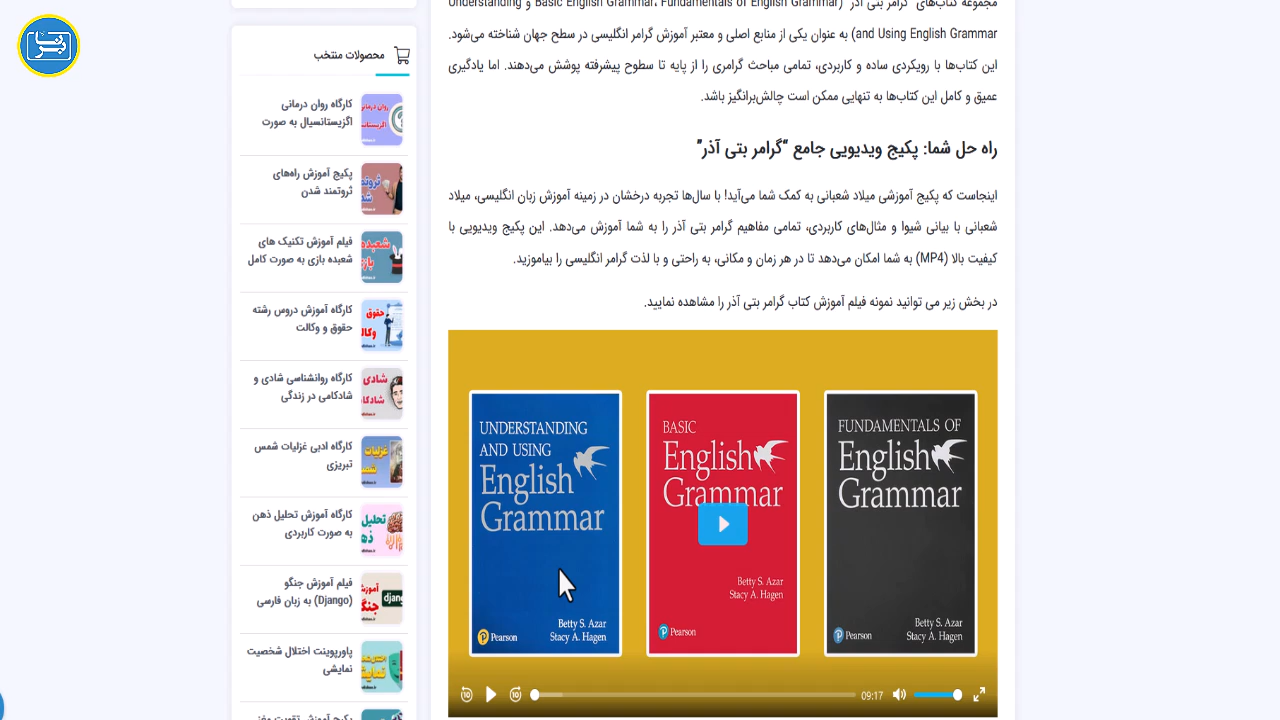 مجموعه کتاب‌های "گرامر بتی آذر" (Basic English Grammar، Fundamentals of English Grammar و Understanding
and Using English Grammar) به عنوان یکی از منابع اصلی و معتبر آموزش گرامر انگلیسی در سطح جهان شناخته می‌شود.
این کتاب‌ها با رویکردی ساده و کاربردی، تمامی مباحث گرامری را از پایه تا سطوح پیشرفته پوشش می‌دهند. اما یادگیری
عمیق و کامل این کتاب‌ها به تنهایی ممکن است چالش‌برانگیز باشد.
راه حل شما: پکیج ویدیویی جامع “گرامر بتی آذر”
اینجاست که پکیج آموزشی میلاد شعبانی به کمک شما می‌آید! با سال‌ها تجربه درخشان در زمینه آموزش زبان انگلیسی، میلاد
شعبانی با بیانی شیوا و مثال‌های کاربردی، تمامی مفاهیم گرامر بتی آذر را به شما آموزش می‌دهد. این پکیج ویدیویی با
کیفیت بالا (MP4) به شما امکان می‌دهد تا در هر زمان و مکانی، به راحتی و با لذت گرامر انگلیسی را بیاموزید.
در بخش زیر می توانید نمونه فیلم آموزش کتاب گرامر بتی آذر را مشاهده نمایید.
UNDERSTANDING
AND USING
English
Grammar
Betty S. Azar
Stacy A. Hagen
Pearson
BASIC
English
Grammar
Betty S. Azar
Stacy A. Hagen
Pearson
FUNDAMENTALS OF
English
Grammar
Betty S. Azar
Stacy A. Hagen
Pearson
10
10
09:17
محصولات منتخب
کارگاه روان درمانی
اگزیستانسیال به صورت
پکیج آموزش راه‌های
ثروتمند شدن
فیلم آموزش تکنیک های
شعبده بازی به صورت کامل
کارگاه آموزش دروس رشته
حقوق و وکالت
کارگاه روانشناسی شادی و
شادکامی در زندگی
کارگاه ادبی غزلیات شمس
تبریزی
کارگاه آموزش تحلیل ذهن
به صورت کاربردی
فیلم آموزش جنگو
(Django) به زبان فارسی
پاورپوینت اختلال شخصیت
نمایشی